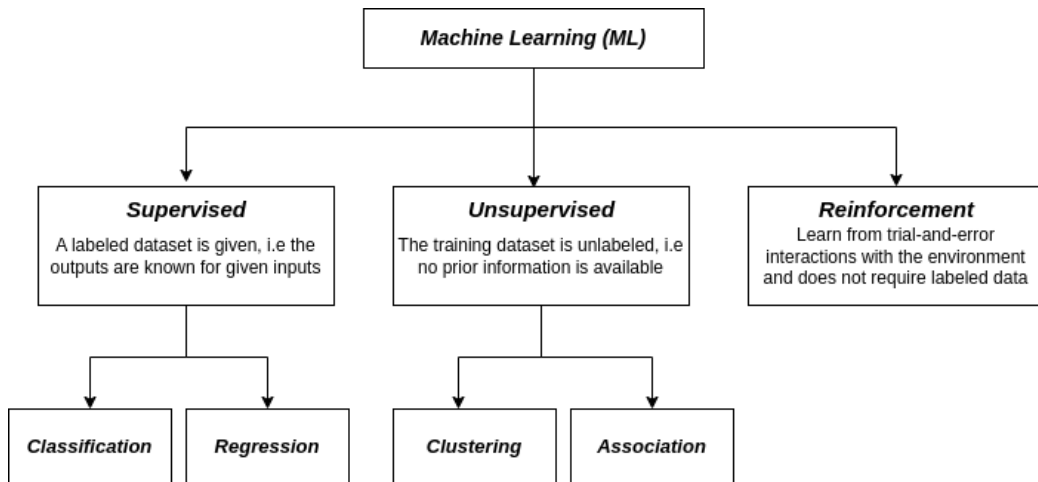 Machine Learning (ML)
Supervised
A labeled dataset is given, i.e the
outputs are known for given inputs
Unsupervised
The training dataset is unlabeled, i.e
no prior information is available
Reinforcement
Learn from trial-and-error
interactions with the environment
and does not require labeled data
Classification
Regression
Clustering
Association